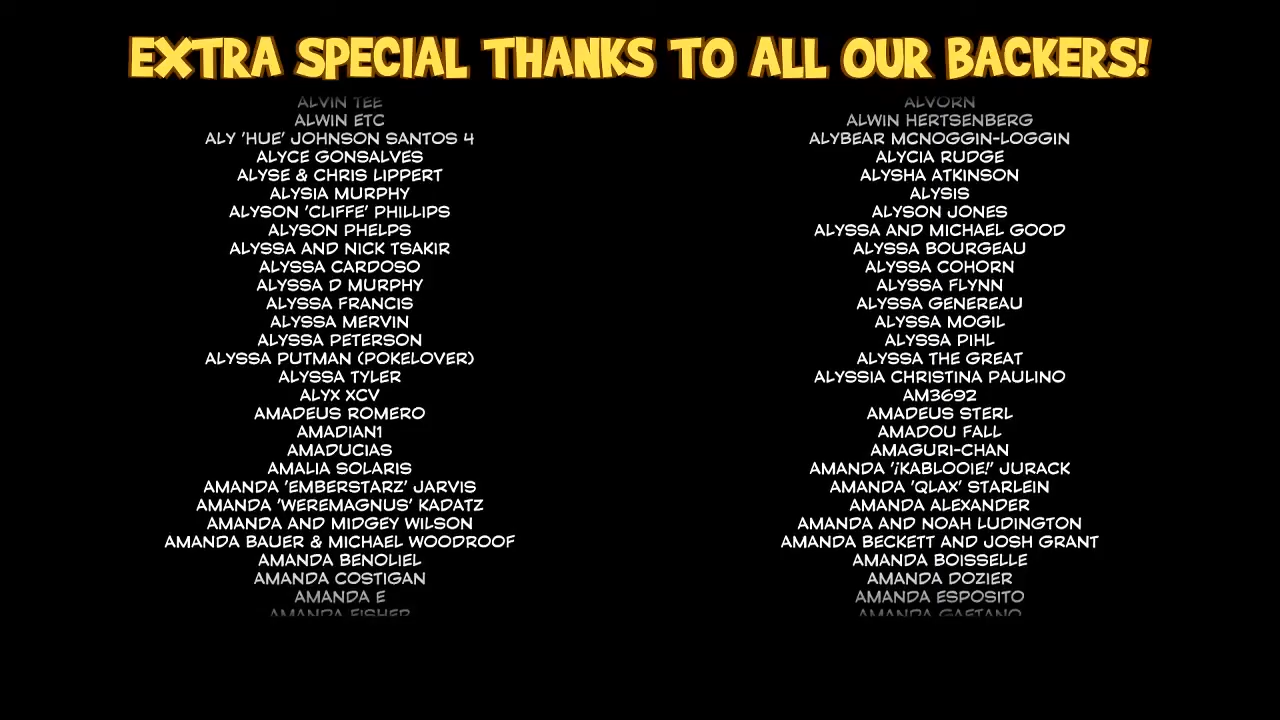 EXTRA SPECIAL THANKS TO ALL OUR BACKERS!
ALVIN TEE
ALVORN
ALWIN ETC
ALWIN HERTSENBERG
ALY 'HUE' JOHNSON SANTOS 4
ALYBEAR MCNOGGIN-LOGGIN
ALYCE GONSALVES
ALYCIA RUDGE
ALYSE & CHRIS LIPPERT
ALYSHA ATKINSON
ALYSIA MURPHY
ALYSIS
ALYSON 'CLIFFE' PHILLIPS
ALYSON JONES
ALYSON PHELPS
ALYSSA AND MICHAEL GOOD
ALYSSA AND NICK TSAKIR
ALYSSA BOURGEAU
ALYSSA CARDOSO
ALYSSA COHORN
ALYSSA D MURPHY
ALYSSA FLYNN
ALYSSA FRANCIS
ALYSSA GENEREAU
ALYSSA MERVIN
ALYSSA MOGIL
ALYSSA PETERSON
ALYSSA PIHL
ALYSSA PUTMAN (POKELOVER)
ALYSSA THE GREAT
ALYSSA TYLER
ALYSSIA CHRISTINA PAULINO
ALYX XCV
AM3692
AMADEUS ROMERO
AMADEUS STERL
AMADIAN1
AMADOU FALL
AMADUCIAS
AMAGURI-CHAN
AMALIA SOLARIS
AMANDA '¡KABLOOIE!' JURACK
AMANDA 'EMBERSTARZ' JARVIS
AMANDA 'QLAX' STARLEIN
AMANDA 'WEREMAGNUS' KADATZ
AMANDA ALEXANDER
AMANDA AND MIDGEY WILSON
AMANDA AND NOAH LUDINGTON
AMANDA BAUER & MICHAEL WOODROOF
AMANDA BECKETT AND JOSH GRANT
AMANDA BENOLIEL
AMANDA BOISSELLE
AMANDA COSTIGAN
AMANDA DOZIER
AMANDA E
AMANDA ESPOSITO
AMANDA FISHER
AMANDA GAETANO